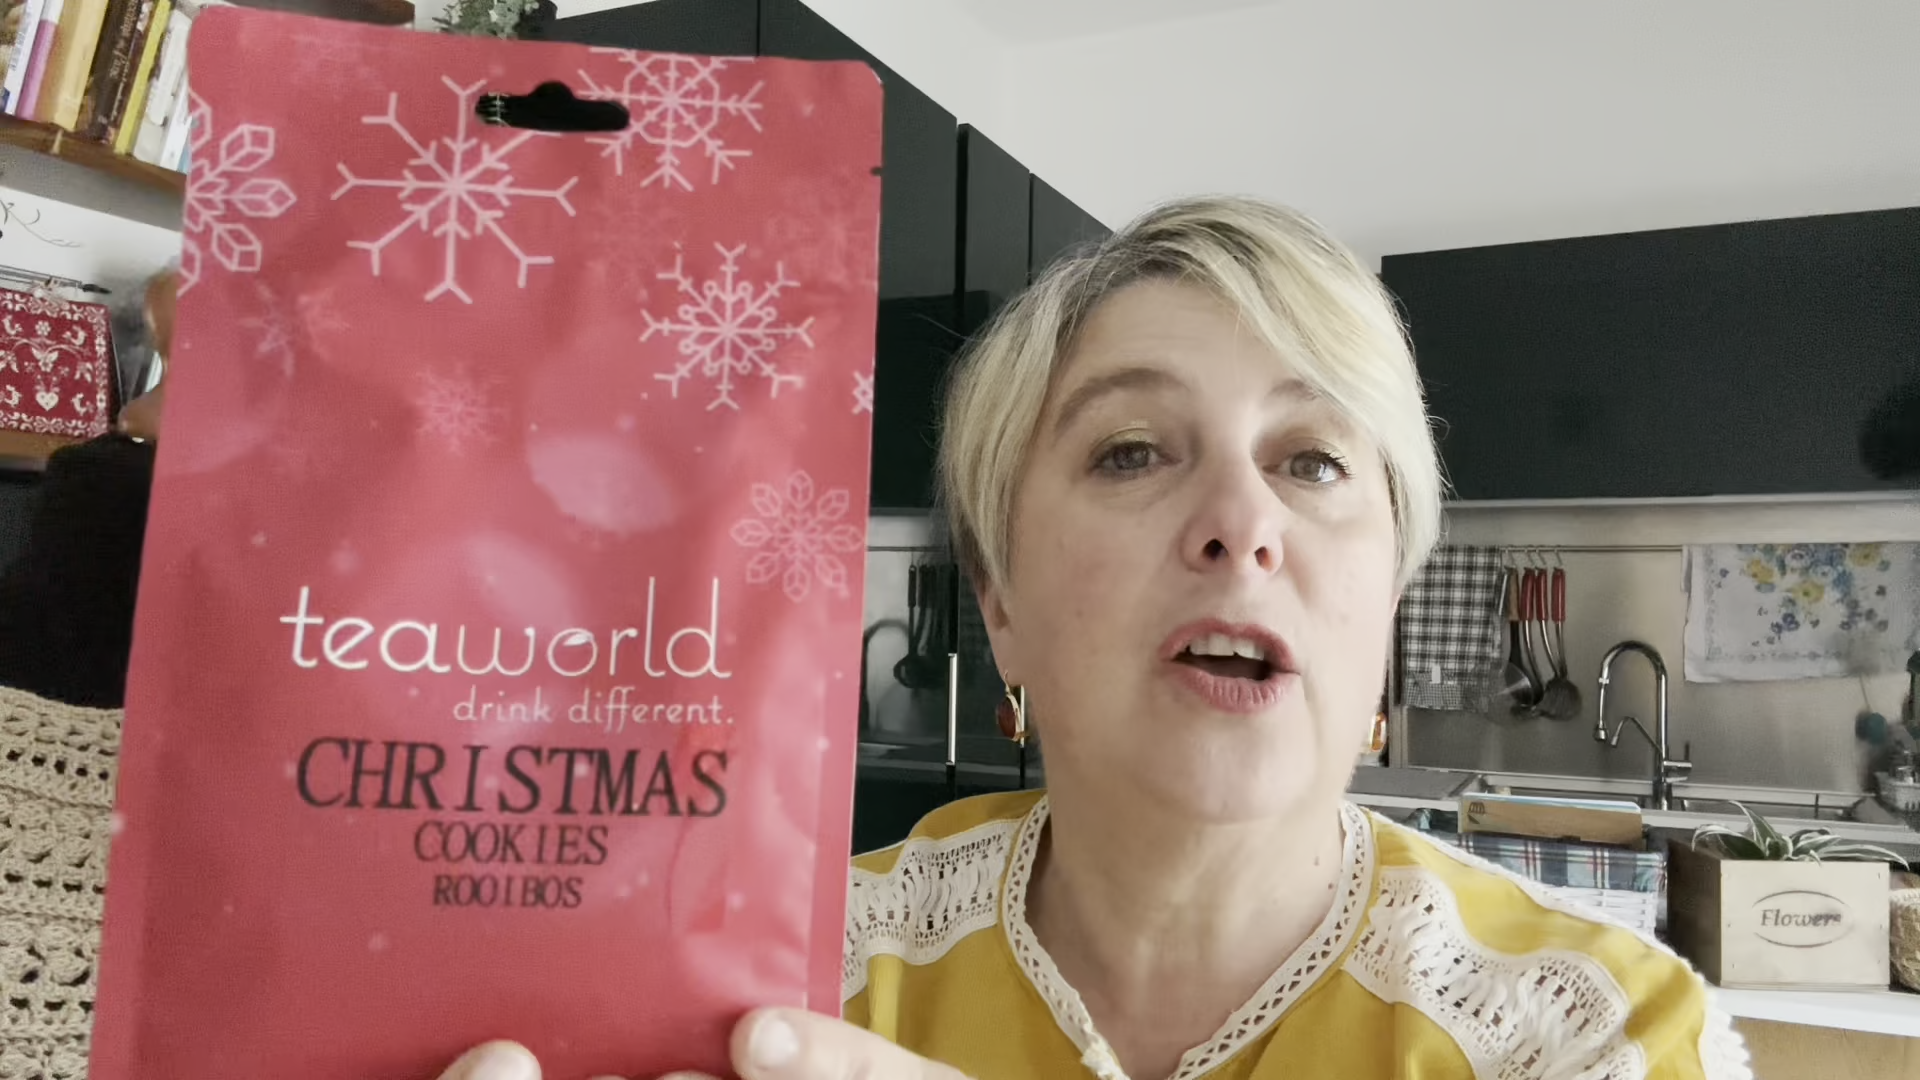 teaworld
drink different.
CHRISTMAS
COOKIES
ROOIBOS
Flowers